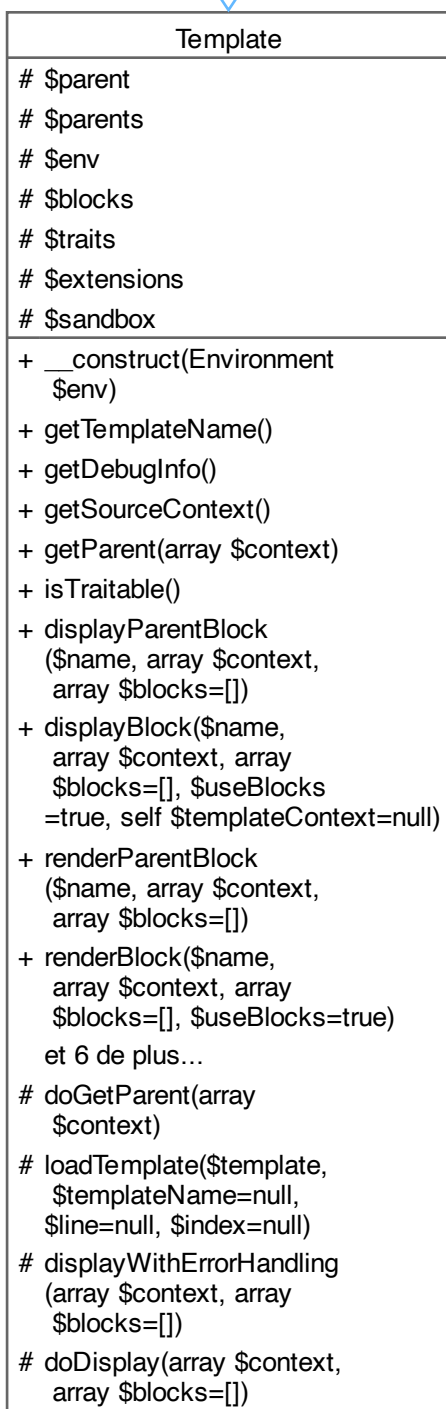 Template
# $parent
# $parents
# $env
# $blocks
# $traits
# $extensions
# $sandbox
+ __construct(Environment
$env)
+ getTemplateName()
+ getDebugInfo()
+ getSourceContext()
+ getParent(array $context)
+ isTraitable()
+ displayParentBlock
($name, array $context,
array $blocks=[])
+ displayBlock($name,
array $context, array
$blocks=[], $useBlocks
=true, self $templateContext=null)
+ renderParentBlock
($name, array $context,
array $blocks=[])
+ renderBlock($name,
array $context, array
$blocks=[], $useBlocks=true)
et 6 de plus...
# doGetParent(array
$context)
# loadTemplate($template,
$templateName=null,
$line=null, $index=null)
# displayWithErrorHandling
(array $context, array
$blocks=[])
# doDisplay(array $context,
array $blocks=[])